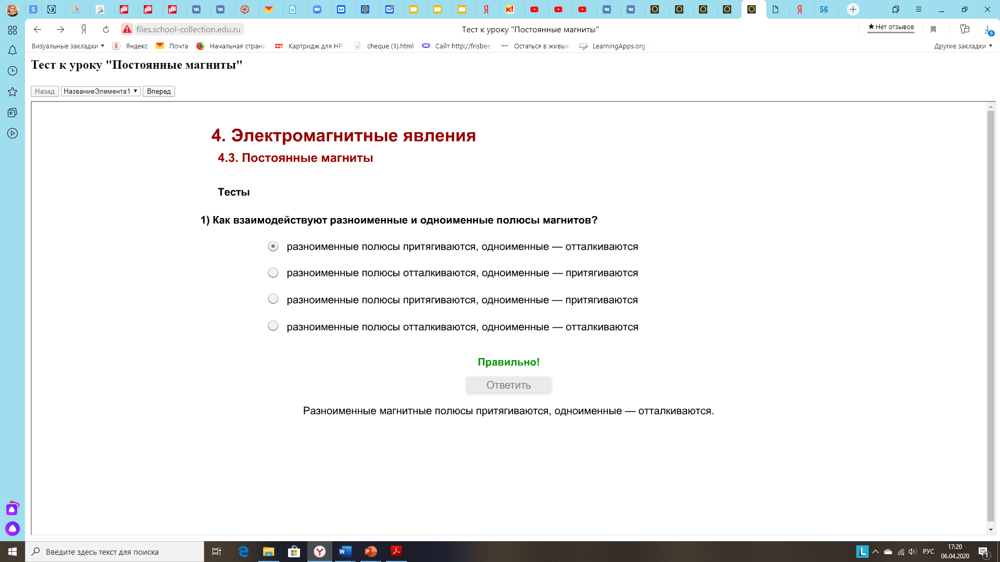 files.school-collection.edu.ru
Тест к уроку "Постоянные магниты"
★Нет отзывов
Визуальные закладки
Яндекс
Почта
Начальная страни
Картридж для HP
cheque (1).html
Сайт http://frisbee
Остаться в живых
LearningApps.org
Другие закладки
Тест к уроку "Постоянные магниты"
Назад НазваниеЭлемента1 Вперед
4. Электромагнитные явления
4.3. Постоянные магниты
Тесты
1) Как взаимодействуют разноименные и одноименные полюсы магнитов?
разноименные полюсы притягиваются, одноименные — отталкиваются
разноименные полюсы отталкиваются, одноименные — притягиваются
разноименные полюсы притягиваются, одноименные — притягиваются
разноименные полюсы отталкиваются, одноименные — отталкиваются
Правильно!
Ответить
Разноименные магнитные полюсы притягиваются, одноименные — отталкиваются.
Введите здесь текст для поиска
РУС
17:20
06.04.2020